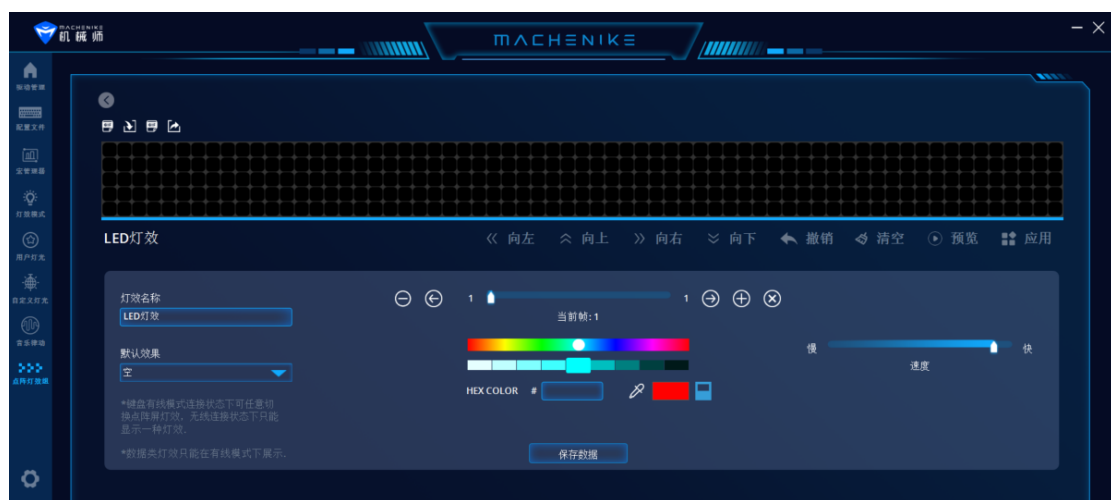 MACHENIKE
机械师
MACHENIKE
配置文件
宏管理器
灯效模式
用户灯光
自定义灯光
音乐律动
点阵灯效组
LED灯效
向左
向上
向右
向下
撤销
清空
预览
应用
灯效名称
LED灯效
1
1
当前帧: 1
默认效果
空
慢
快
速度
HEX COLOR #
*键盘有线模式连接状态下可任意切
换点阵屏灯效, 无线连接状态下只能
显示一种灯效.
*数据类灯效只能在有线模式下展示.
保存数据